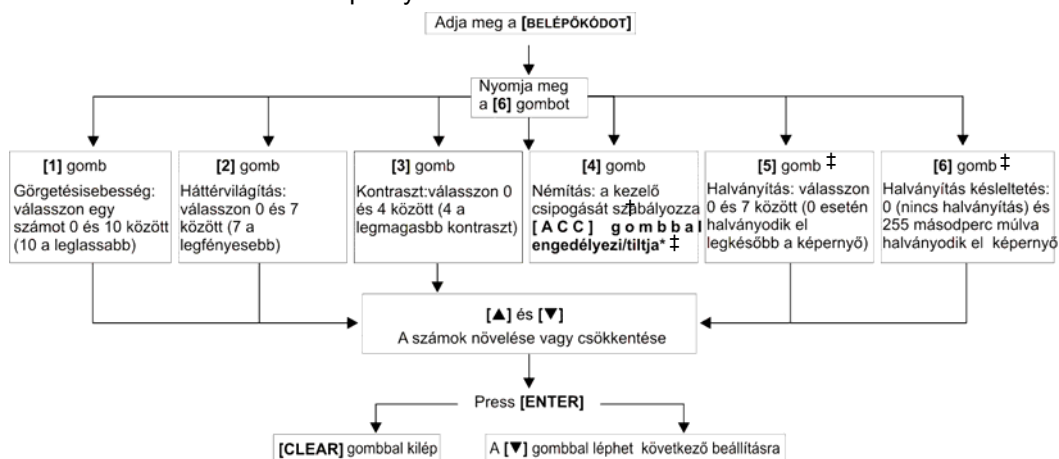 Adja meg a [BELÉPŐKÓDOT]
Nyomja meg
a [6] gombot
[1] gomb
Görgetésisebesség:
válasszon egy
számot 0 és 10 között
(10 a leglassabb)
[2] gomb
Háttérvilágítás:
válasszon 0 és 7
között (7 a
legfényesebb)
[3] gomb
Kontraszt:válasszon 0
és 4 között (4 a
legmagasbb kontraszt)
[4] gomb
Némítás: a kezelő
csipogását szabályozza
[ACC] gombbal
engedélyezi/tiltja* ‡
[5] gomb ‡
Halványítás: válasszon
0 és 7 között (0 esetén
halványodik el
legkésőbb a képernyő)
[6] gomb ‡
Halványítás késleltetés:
0 (nincs halványítás) és
255 másodperc múlva
halványodik el képernyő
[▲] és [▼]
A számok növelése vagy csökkentése
Press [ENTER]
[CLEAR] gombbal kilép
A [▼] gombbal léphet következő beállításra